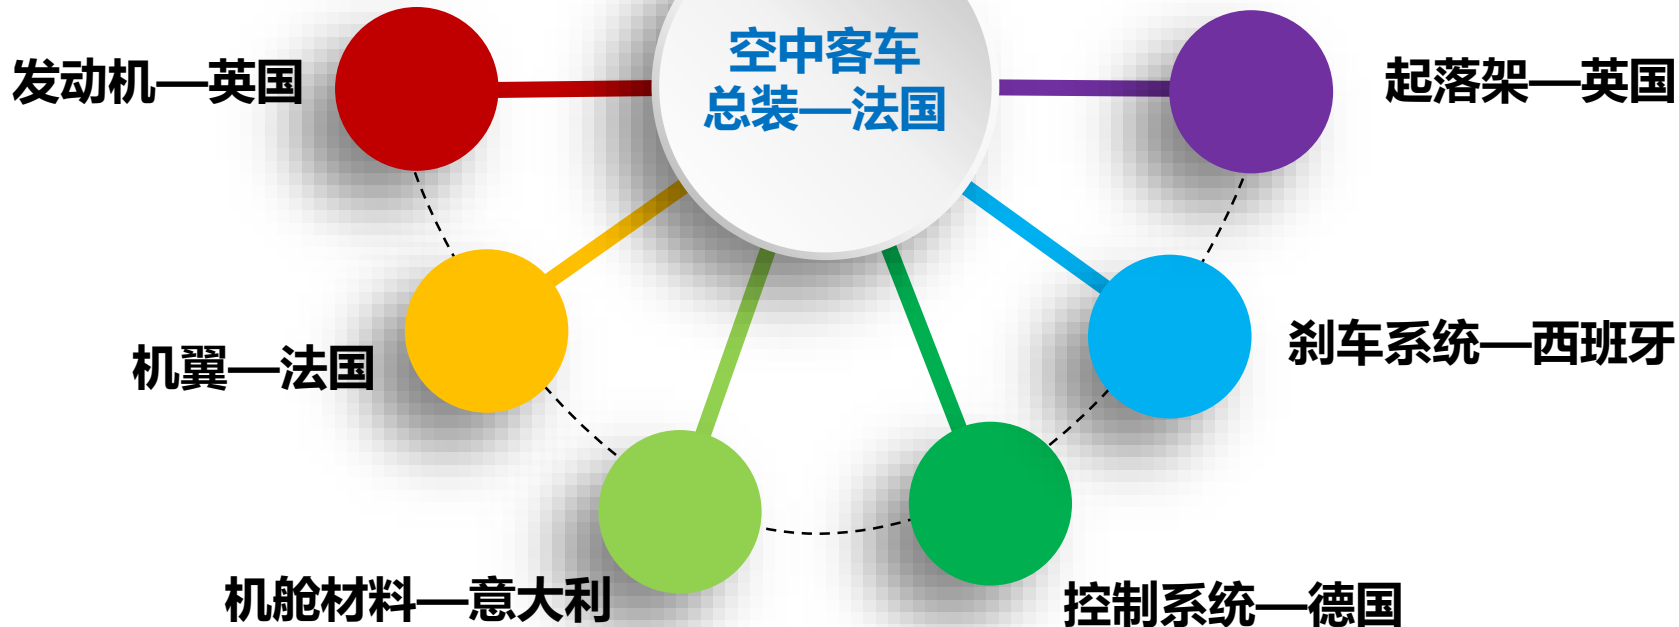 空中客车
总装—法国
发动机—英国
起落架—英国
机翼—法国
刹车系统—西班牙
机舱材料—意大利
控制系统—德国